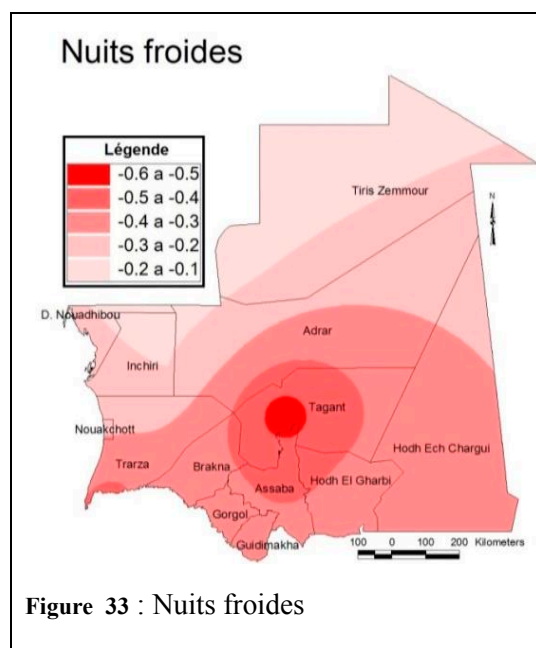 Nuits froides
Légende
-0.6 a -0.5
-0.5 a -0.4
-0.4 a -0.3
-0.3 a -0.2
-0.2 a -0.1
Tiris Zemmour
N
D. Nouadhibou
Adrar
Inchiri
Tagant
Nouakchott
Hodh Ech Chargui
Trarza
Brakna
Hodh El Gharbi
Assaba
Gorgol
Guidimakha
100 0 100 200 Kilometers
Figure 33 : Nuits froides